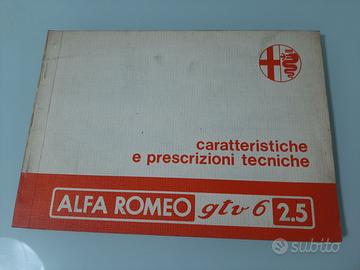 caratteristiche
e prescrizioni tecniche
ALFA ROMEO gtv 6 2.5
subito